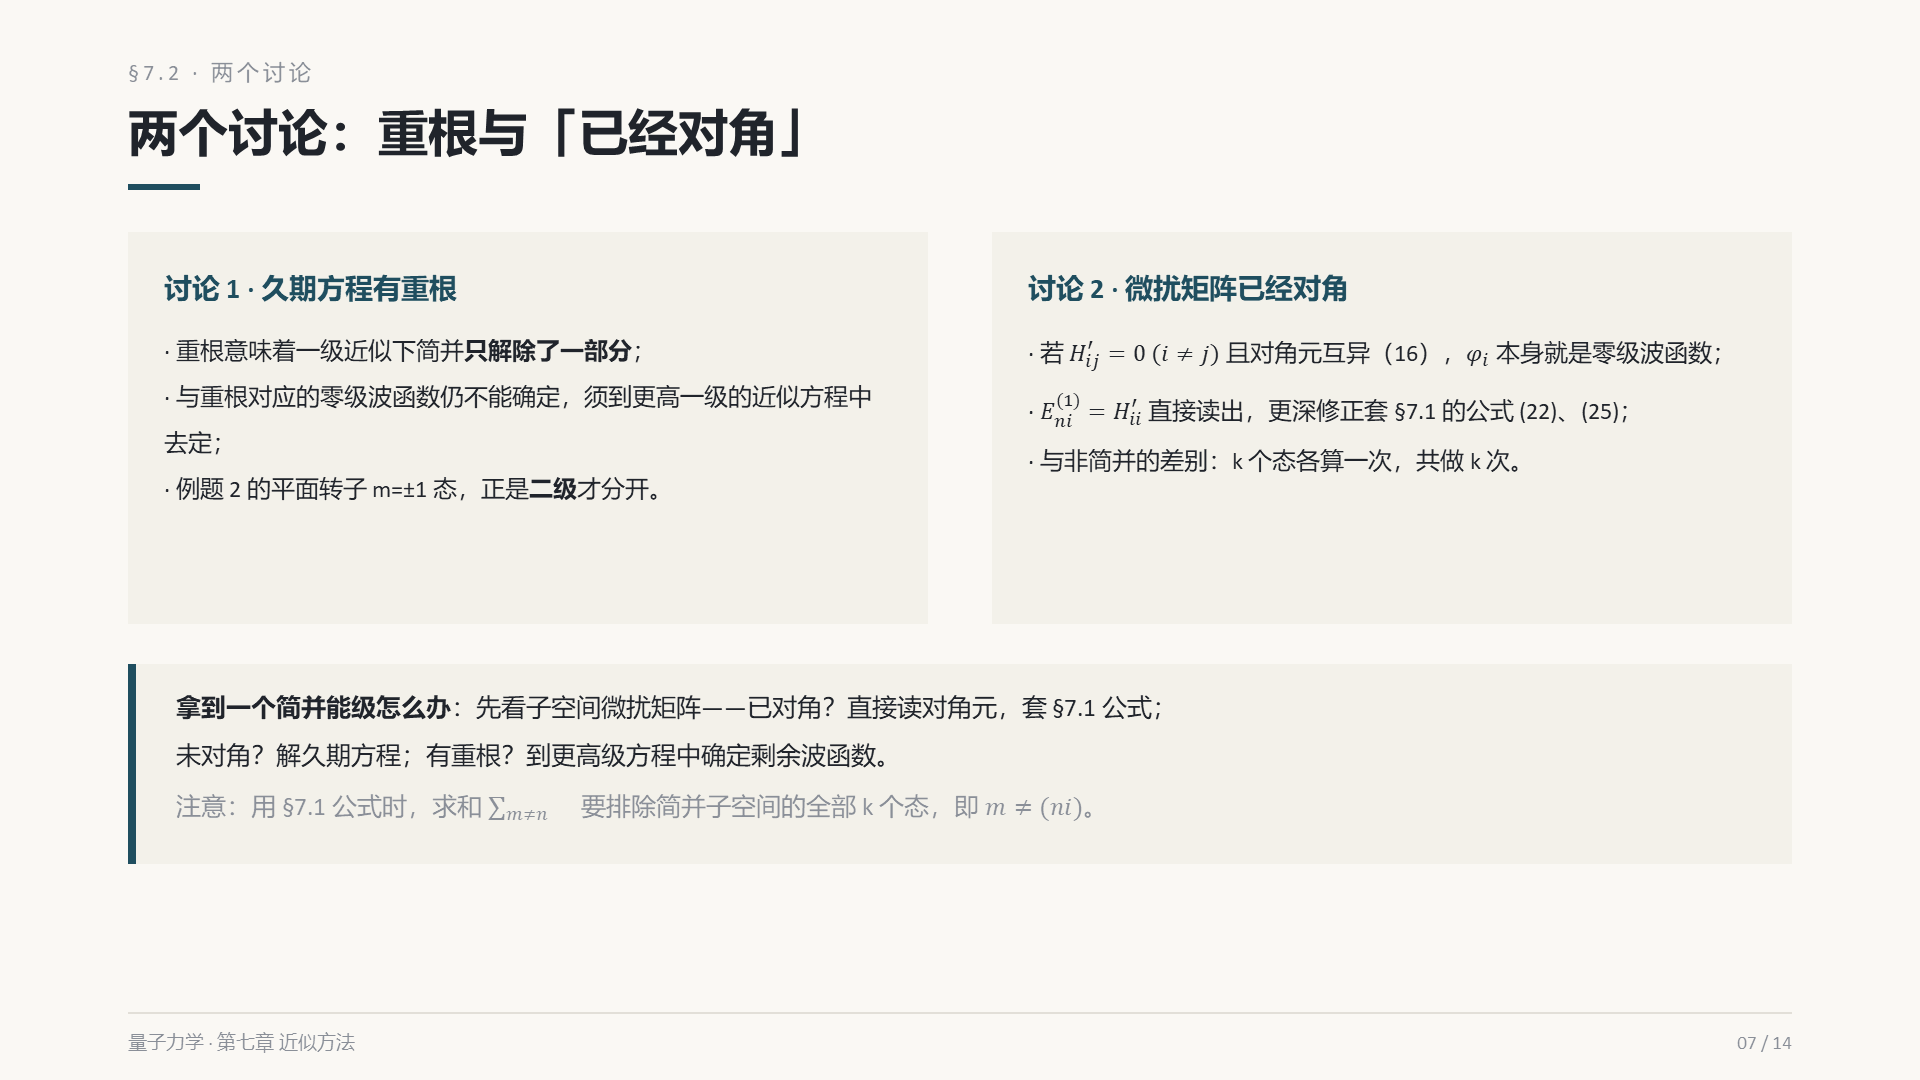 §7.2 · 两个讨论
两个讨论：重根与「已经对角」
讨论 1 · 久期方程有重根
· 重根意味着一级近似下简并只解除了一部分；
· 与重根对应的零级波函数仍不能确定，须到更高一级的近似方程中
去定；
· 例题 2 的平面转子 m=±1 态，正是二级才分开。
讨论 2 · 微扰矩阵已经对角
· 若 H′_{ij} = 0 (i ≠ j) 且对角元互异（16），φ_i 本身就是零级波函数；
· E_{ni}^{(1)} = H′_{ii} 直接读出，更深修正套 §7.1 的公式 (22)、(25)；
· 与非简并的差别：k 个态各算一次，共做 k 次。
拿到一个简并能级怎么办：先看子空间微扰矩阵——已对角？直接读对角元，套 §7.1 公式；
未对角？解久期方程；有重根？到更高级方程中确定剩余波函数。
注意：用 §7.1 公式时，求和 ∑_{m≠n} 要排除简并子空间的全部 k 个态，即 m ≠ (ni)。
量子力学 · 第七章 近似方法
07 / 14